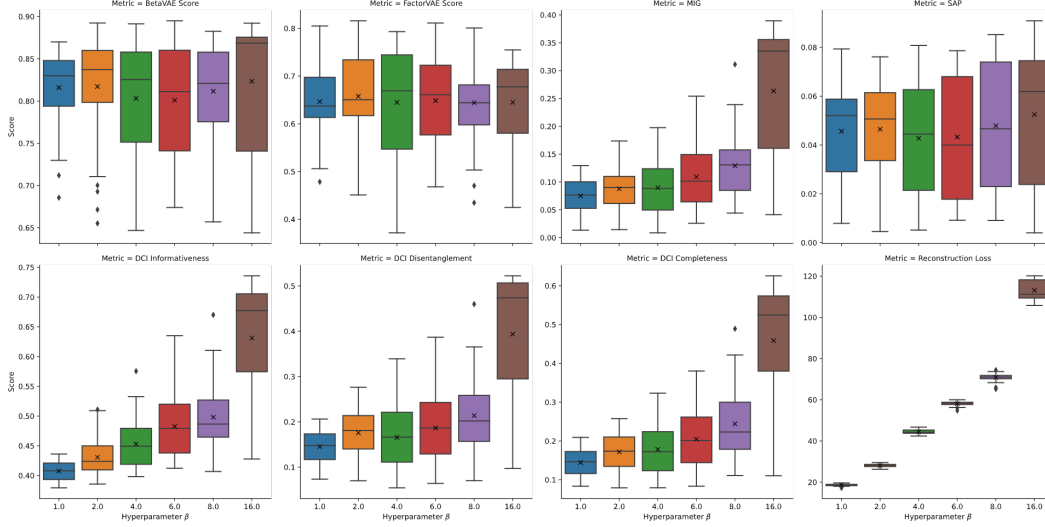 Metric = BetaVAE Score
Metric = FactorVAE Score
Metric = MIG
Metric = SAP
Score
0.90
0.85
0.80
0.75
0.70
0.65
0.8
0.7
0.6
0.5
0.4
0.40
0.35
0.30
0.25
0.20
0.15
0.10
0.05
0.00
0.08
0.06
0.04
0.02
0.00
Metric = DCI Informativeness
Metric = DCI Disentanglement
Metric = DCI Completeness
Metric = Reconstruction Loss
Score
0.75
0.70
0.65
0.60
0.55
0.50
0.45
0.40
0.5
0.4
0.3
0.2
0.1
0.6
0.5
0.4
0.3
0.2
0.1
120
100
80
60
40
20
1.0 2.0 4.0 6.0 8.0 16.0
1.0 2.0 4.0 6.0 8.0 16.0
1.0 2.0 4.0 6.0 8.0 16.0
1.0 2.0 4.0 6.0 8.0 16.0
Hyperparameter β
Hyperparameter β
Hyperparameter β
Hyperparameter β